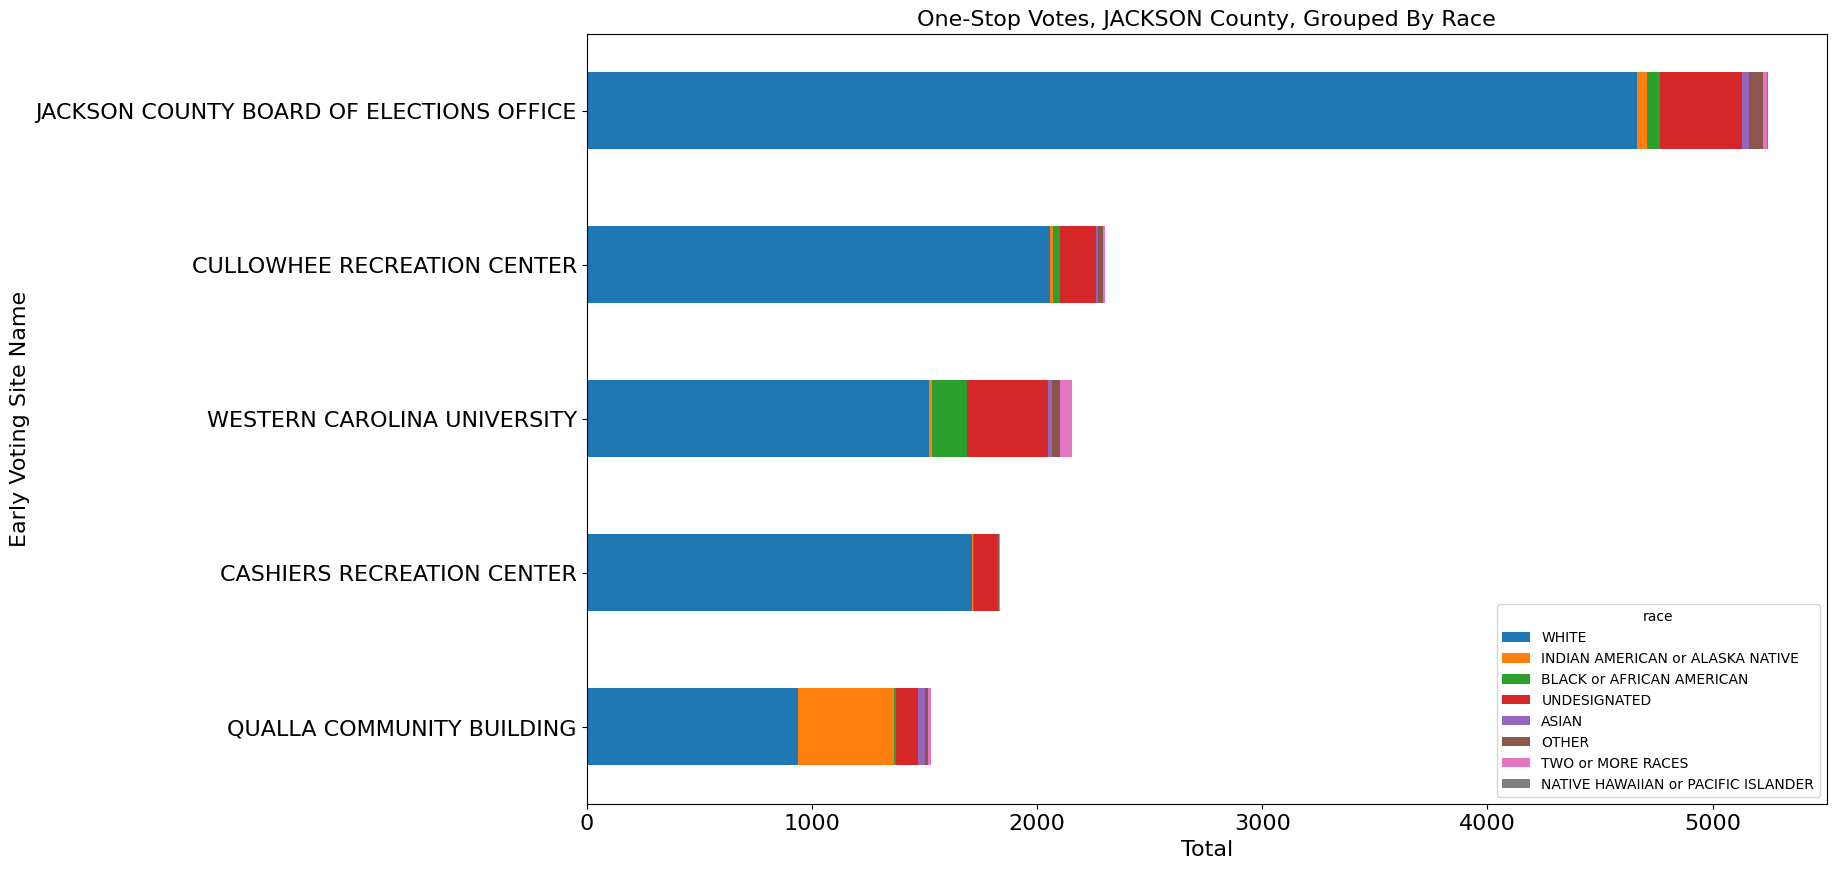 One-Stop Votes, JACKSON County, Grouped By Race
Early Voting Site Name
JACKSON COUNTY BOARD OF ELECTIONS OFFICE
CULLOWHEE RECREATION CENTER
WESTERN CAROLINA UNIVERSITY
CASHIERS RECREATION CENTER
QUALLA COMMUNITY BUILDING
race
WHITE
INDIAN AMERICAN or ALASKA NATIVE
BLACK or AFRICAN AMERICAN
UNDESIGNATED
ASIAN
OTHER
TWO or MORE RACES
NATIVE HAWAIIAN or PACIFIC ISLANDER
0 1000 2000 3000 4000 5000
Total